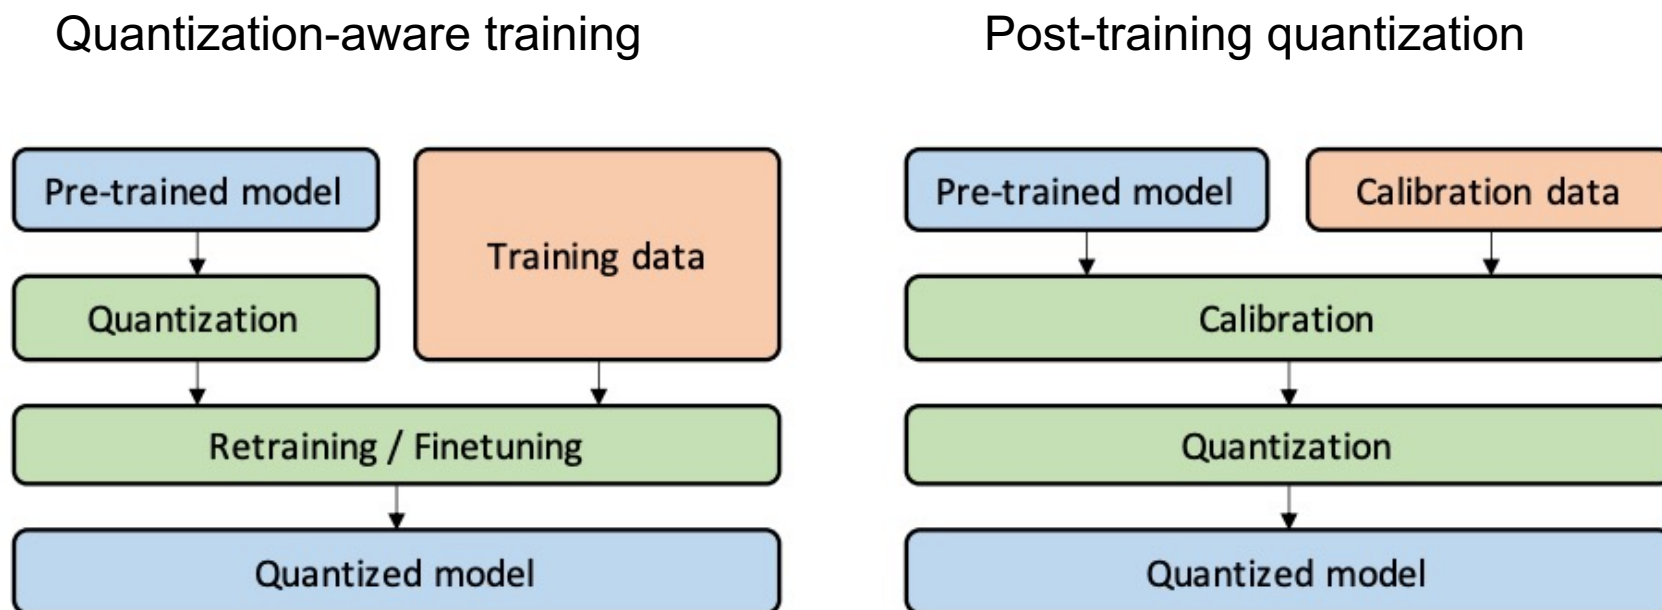 Quantization-aware training
Pre-trained model
Training data
Quantization
Retraining / Finetuning
Quantized model
Post-training quantization
Pre-trained model
Calibration data
Calibration
Quantization
Quantized model